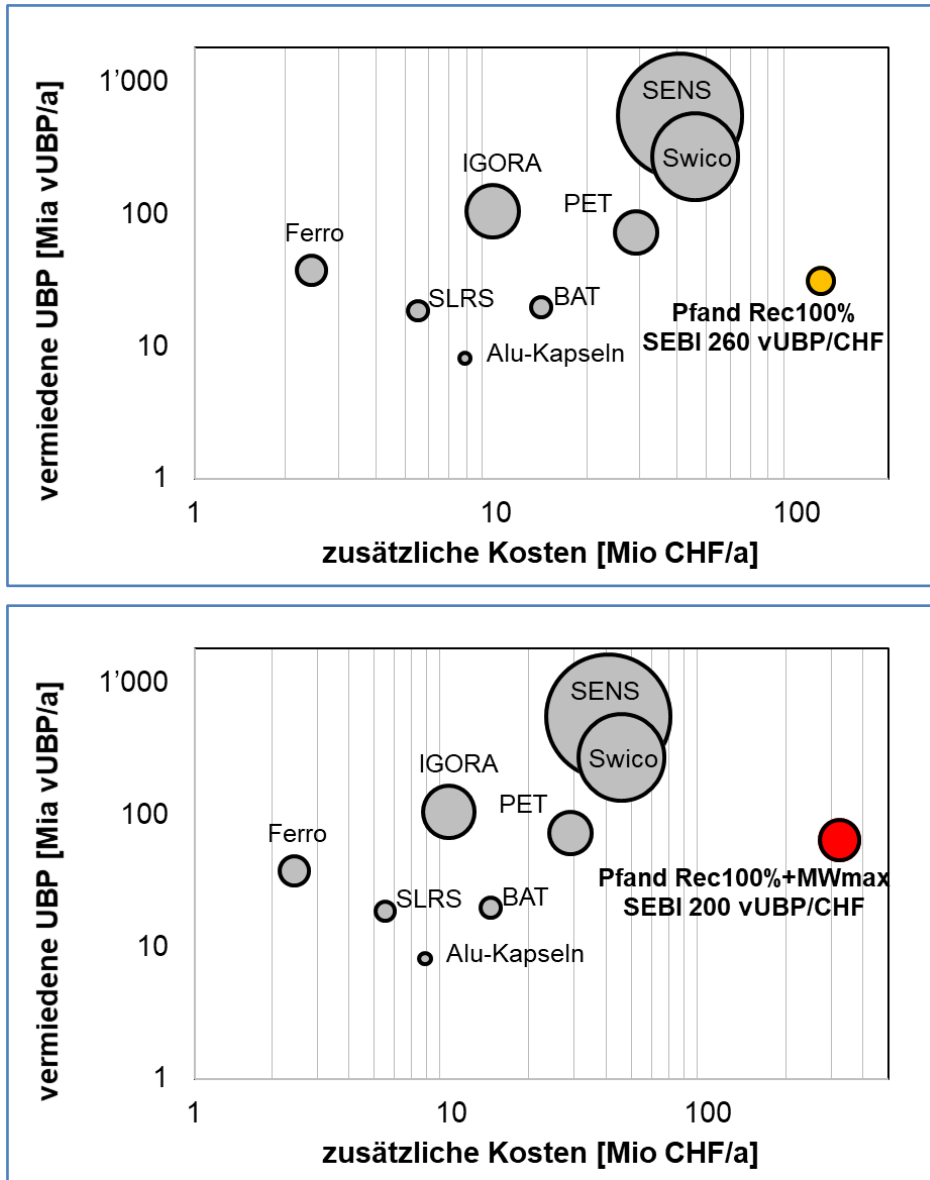 1’000
SENS
Swico
IGORA
100
PET
Ferro
SLRS
BAT
Pfand Rec100%
SEBI 260 vUBP/CHF
10
Alu-Kapseln
1
1
10
100
vermiedene UBP [Mia vUBP/a]
zusätzliche Kosten [Mio CHF/a]
1’000
SENS
Swico
IGORA
100
PET
Ferro
Pfand Rec100%+MWmax
SEBI 200 vUBP/CHF
SLRS
BAT
10
Alu-Kapseln
1
1
10
100
vermiedene UBP [Mia vUBP/a]
zusätzliche Kosten [Mio CHF/a]